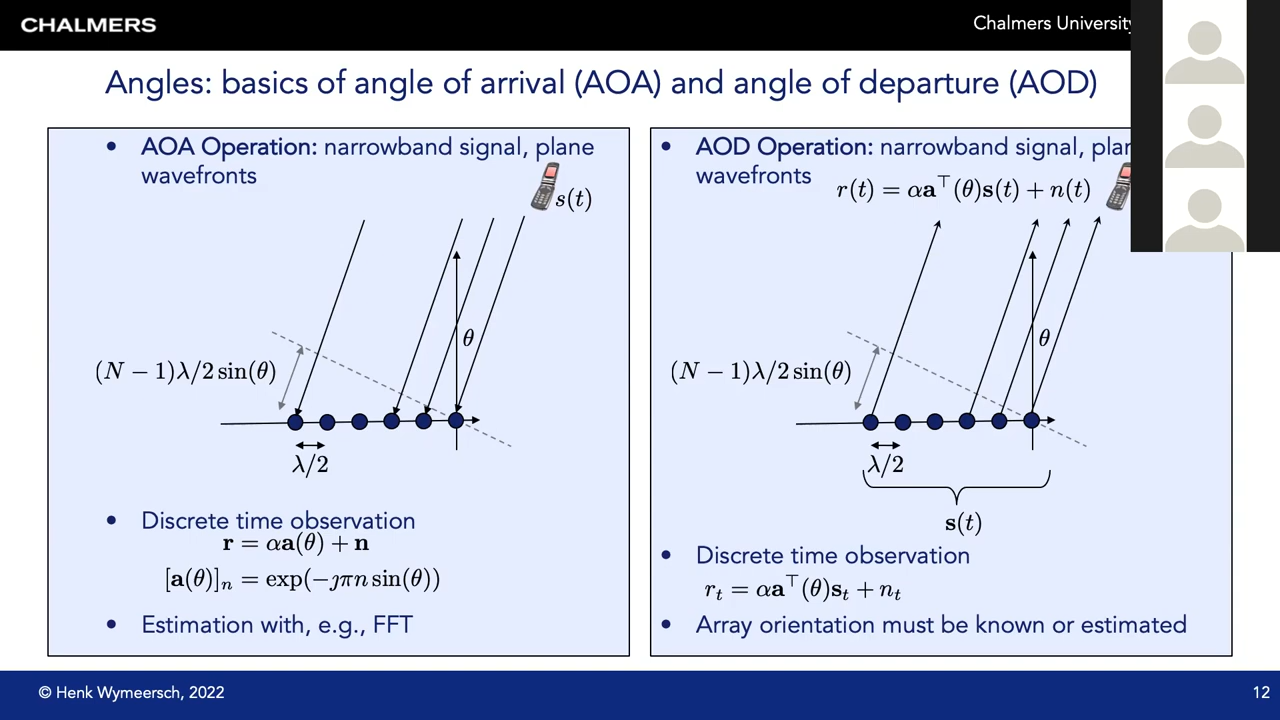 CHALMERS
Chalmers University
Angles: basics of angle of arrival (AOA) and angle of departure (AOD)
• AOA Operation: narrowband signal, plane
wavefronts
s(t)
θ
(N − 1)λ/2 sin(θ)
λ/2
• Discrete time observation
r = αa(θ) + n
[a(θ)]ₙ = exp(−ȷπn sin(θ))
• Estimation with, e.g., FFT
• AOD Operation: narrowband signal,
wavefronts
r(t) = αa⊤(θ)s(t) + n(t)
θ
(N − 1)λ/2 sin(θ)
λ/2
s(t)
• Discrete time observation
rₜ = αa⊤(θ)sₜ + nₜ
• Array orientation must be known or estimated
© Henk Wymeersch, 2022
12